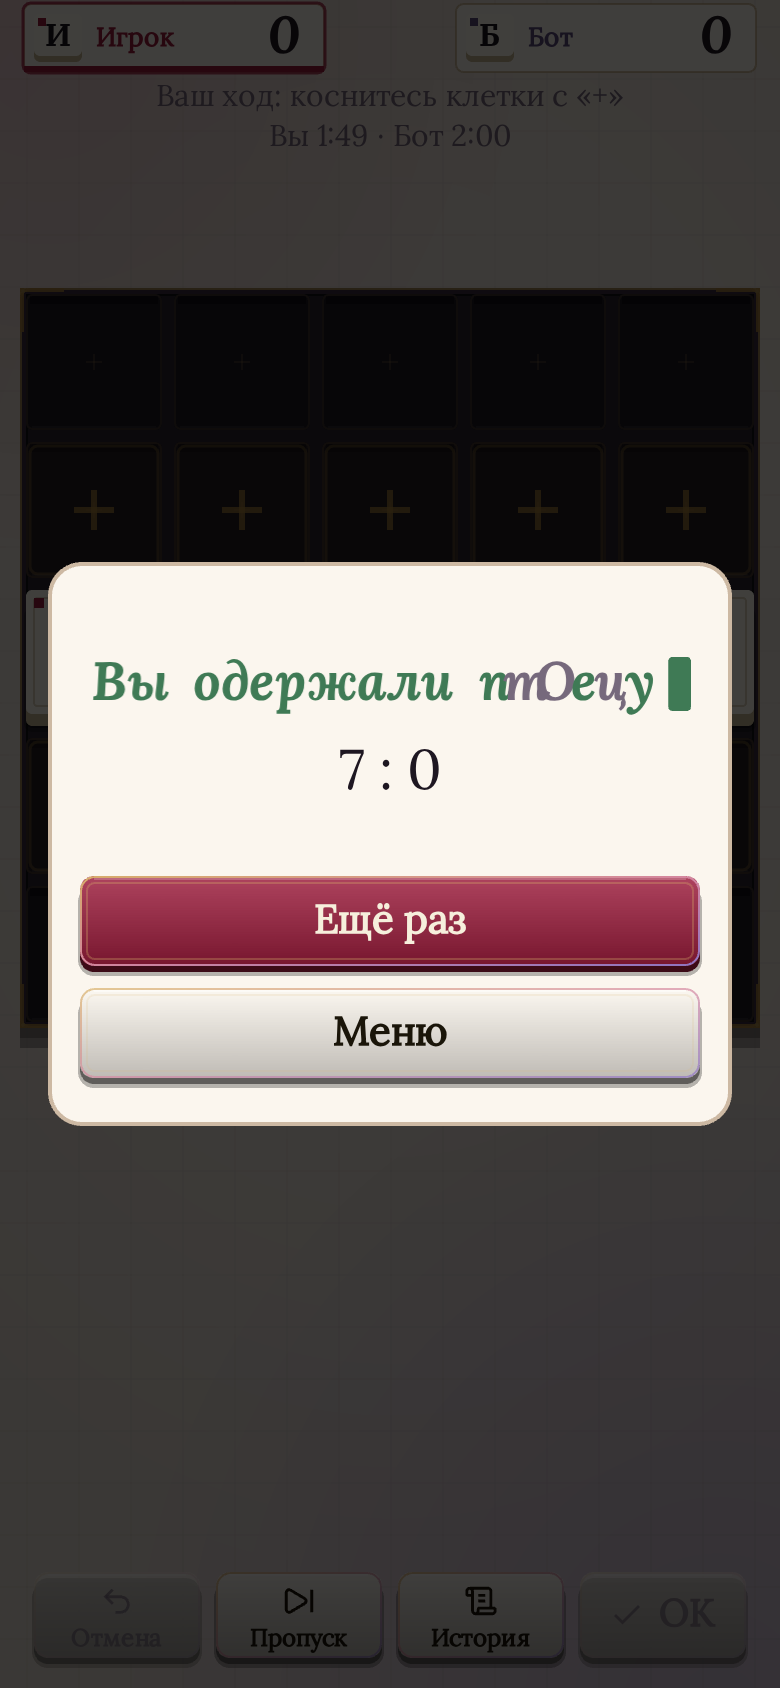 И Игрок 0 Б Бот 0
Ваш ход: коснитесь клетки с «+»
Вы 1:49 · Бот 2:00
Вы одержали
7 : 0
Ещё раз
Меню
Отмена Пропуск История OK